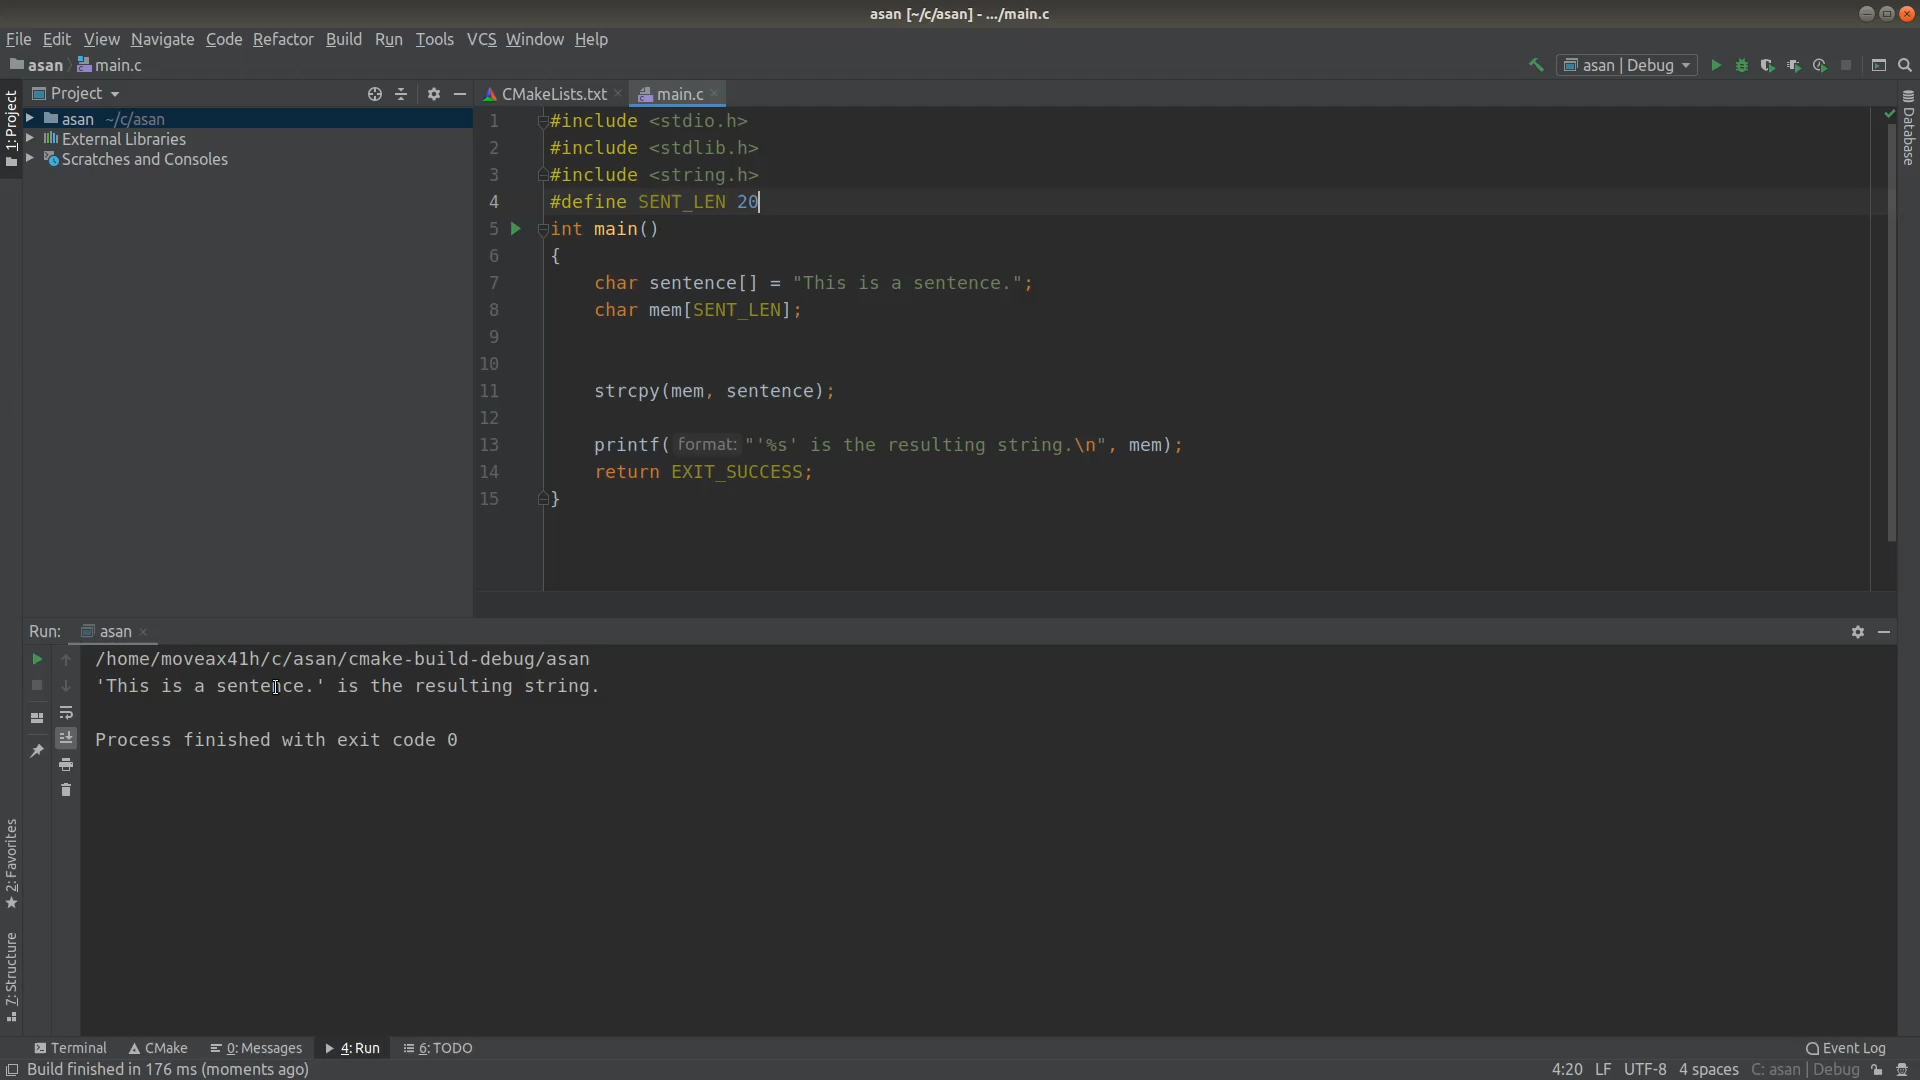 asan [~/c/asan] - .../main.c
File Edit View Navigate Code Refactor Build Run Tools VCS Window Help
asan main.c
asan | Debug
1: Project
Project
asan ~/c/asan
External Libraries
Scratches and Consoles
CMakeLists.txt main.c
1 #include <stdio.h>
2 #include <stdlib.h>
3 #include <string.h>
4 #define SENT_LEN 20
5 int main()
6 {
7 char sentence[] = "This is a sentence.";
8 char mem[SENT_LEN];
9
10
11 strcpy(mem, sentence);
12
13 printf( format: "'%s' is the resulting string.\n", mem);
14 return EXIT_SUCCESS;
15 }
Database
Run: asan
/home/moveax41h/c/asan/cmake-build-debug/asan
'This is a sentence.' is the resulting string.
Process finished with exit code 0
2: Favorites
7: Structure
Terminal CMake 0: Messages 4: Run 6: TODO
Event Log
Build finished in 176 ms (moments ago)
4:20 LF UTF-8 4 spaces C: asan | Debug